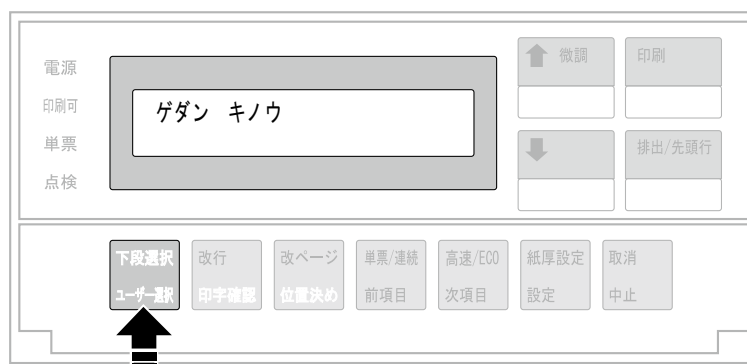 電源
印刷可
単票
点検
ゲダン キノウ
微調
印刷
排出/先頭行
下段選択
ユーザー選択
改行
印字確認
改ページ
位置決め
単票/連続
前項目
高速/ECO
次項目
紙厚設定
設定
取消
中止